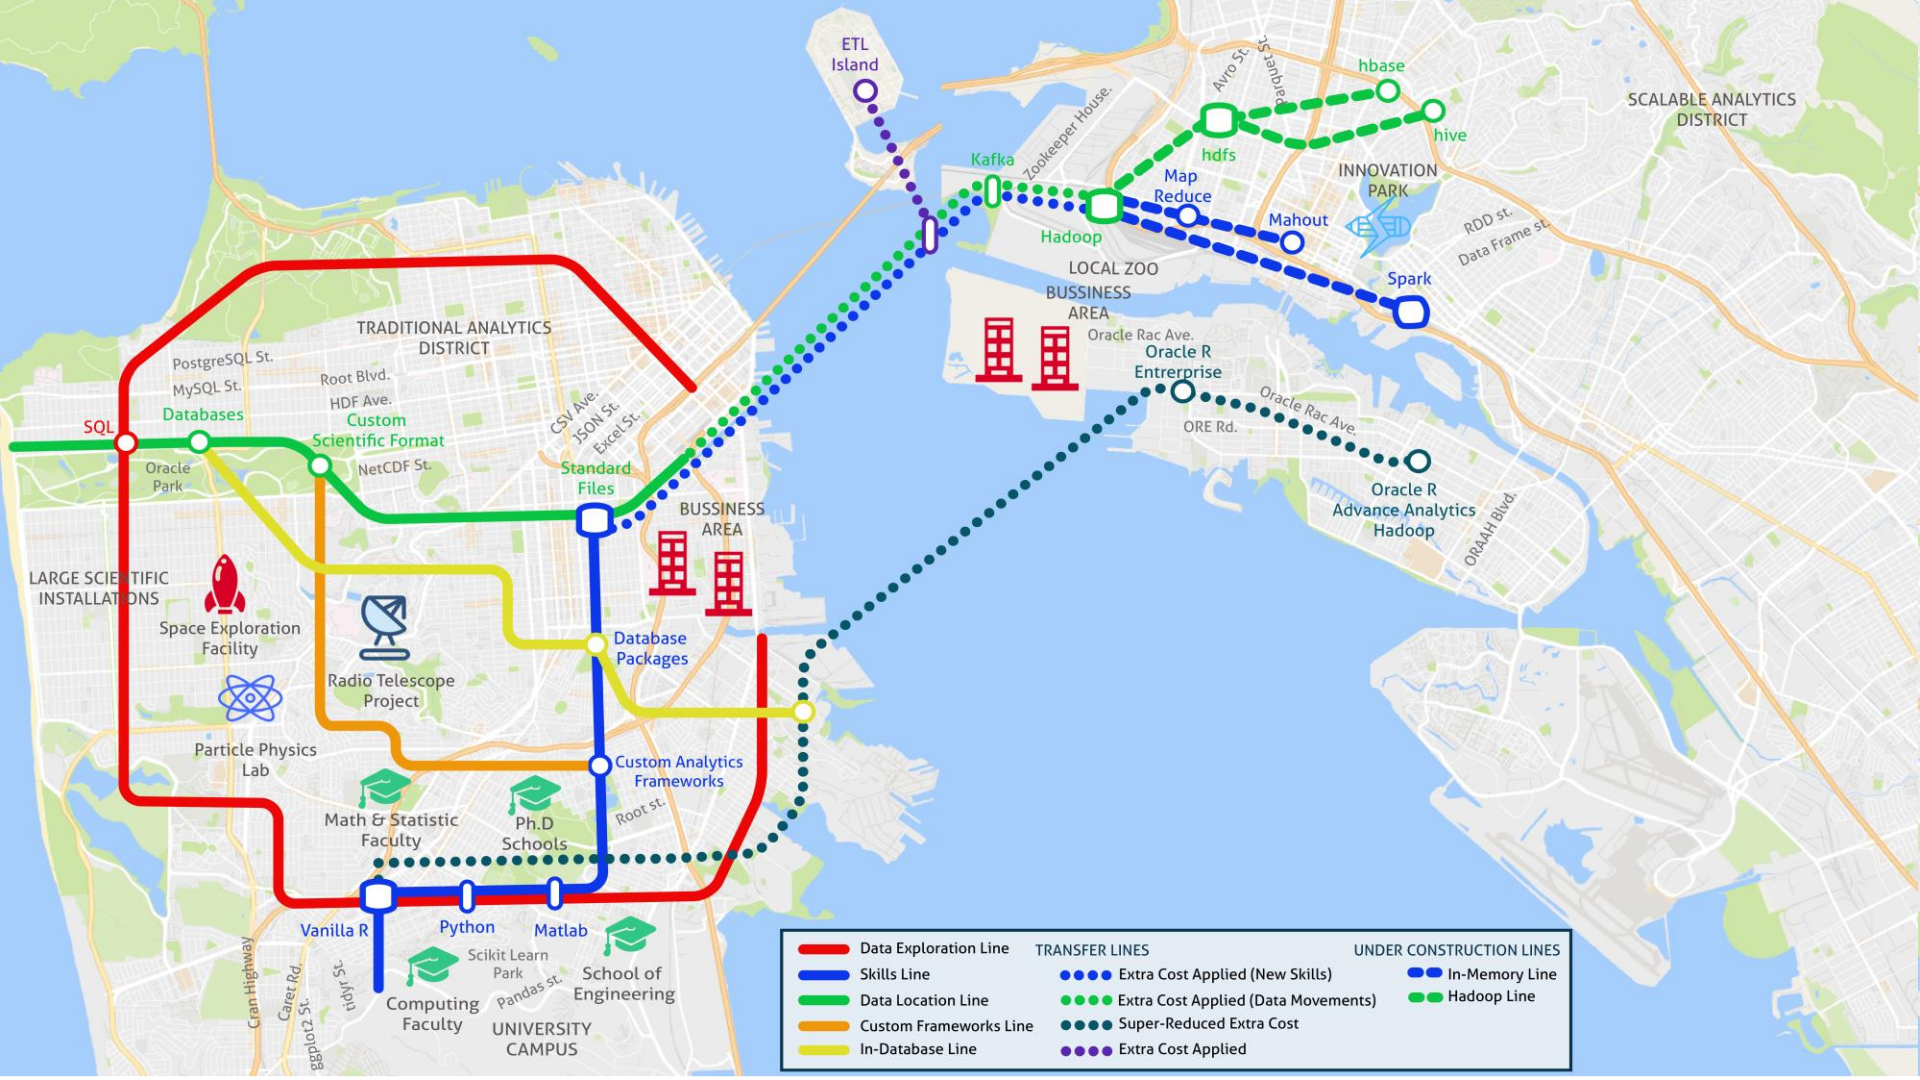 ETL
Island
hbase
hive
Avro St.
Parquet St.
SCALABLE ANALYTICS
DISTRICT
Zookeeper House.
Kafka
hdfs
Map
Reduce
INNOVATION
PARK
Mahout
RDD st.
Data Frame st.
Hadoop
LOCAL ZOO
Spark
BUSSINESS
AREA
Oracle Rac Ave.
Oracle R
Entrerprise
Oracle Rac Ave.
ORE Rd.
Oracle R
Advance Analytics
Hadoop
ORAAH Blvd.
TRADITIONAL ANALYTICS
DISTRICT
PostgreSQL St.
MySQL St.
Root Blvd.
HDF Ave.
CSV Ave.
JSON St.
Excel St.
SQL
Databases
Custom
Scientific Format
Oracle
Park
NetCDF St.
Standard
Files
BUSSINESS
AREA
LARGE SCIENTIFIC
INSTALLATIONS
Space Exploration
Facility
Radio Telescope
Project
Database
Packages
Particle Physics
Lab
Custom Analytics
Frameworks
Root st.
Math & Statistic
Faculty
Ph.D
Schools
Vanilla R
Python
Matlab
Cran Highway
Caret Rd.
ggplot2 St.
tidyr St.
Scikit Learn
Park
Pandas st.
School of
Engineering
Computing
Faculty
UNIVERSITY
CAMPUS
Data Exploration Line
Skills Line
Data Location Line
Custom Frameworks Line
In-Database Line
TRANSFER LINES
Extra Cost Applied (New Skills)
Extra Cost Applied (Data Movements)
Super-Reduced Extra Cost
Extra Cost Applied
UNDER CONSTRUCTION LINES
In-Memory Line
Hadoop Line